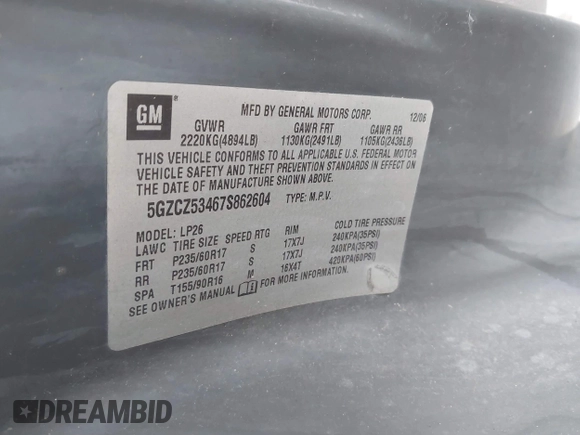 GM
®
MFD BY GENERAL MOTORS CORP. 12/06
GVWR GAWR FRT GAWR RR
2220KG(4894LB) 1130KG(2491LB) 1105KG(2436LB)
THIS VEHICLE CONFORMS TO ALL APPLICABLE U.S. FEDERAL MOTOR
VEHICLE SAFETY AND THEFT PREVENTION STANDARDS IN EFFECT ON THE
DATE OF MANUFACTURE SHOWN ABOVE.
5GZCZ53467S862604 TYPE: M.P.V.
MODEL: LP26
LAWC TIRE SIZE SPEED RTG RIM COLD TIRE PRESSURE
FRT P235/60R17 S 17X7J 240KPA(35PSI)
RR P235/60R17 S 17X7J 240KPA(35PSI)
SPA T155/90R16 M 16X4T 420KPA(60PSI)
SEE OWNER'S MANUAL FOR MORE INFORMATION.
DREAMBID